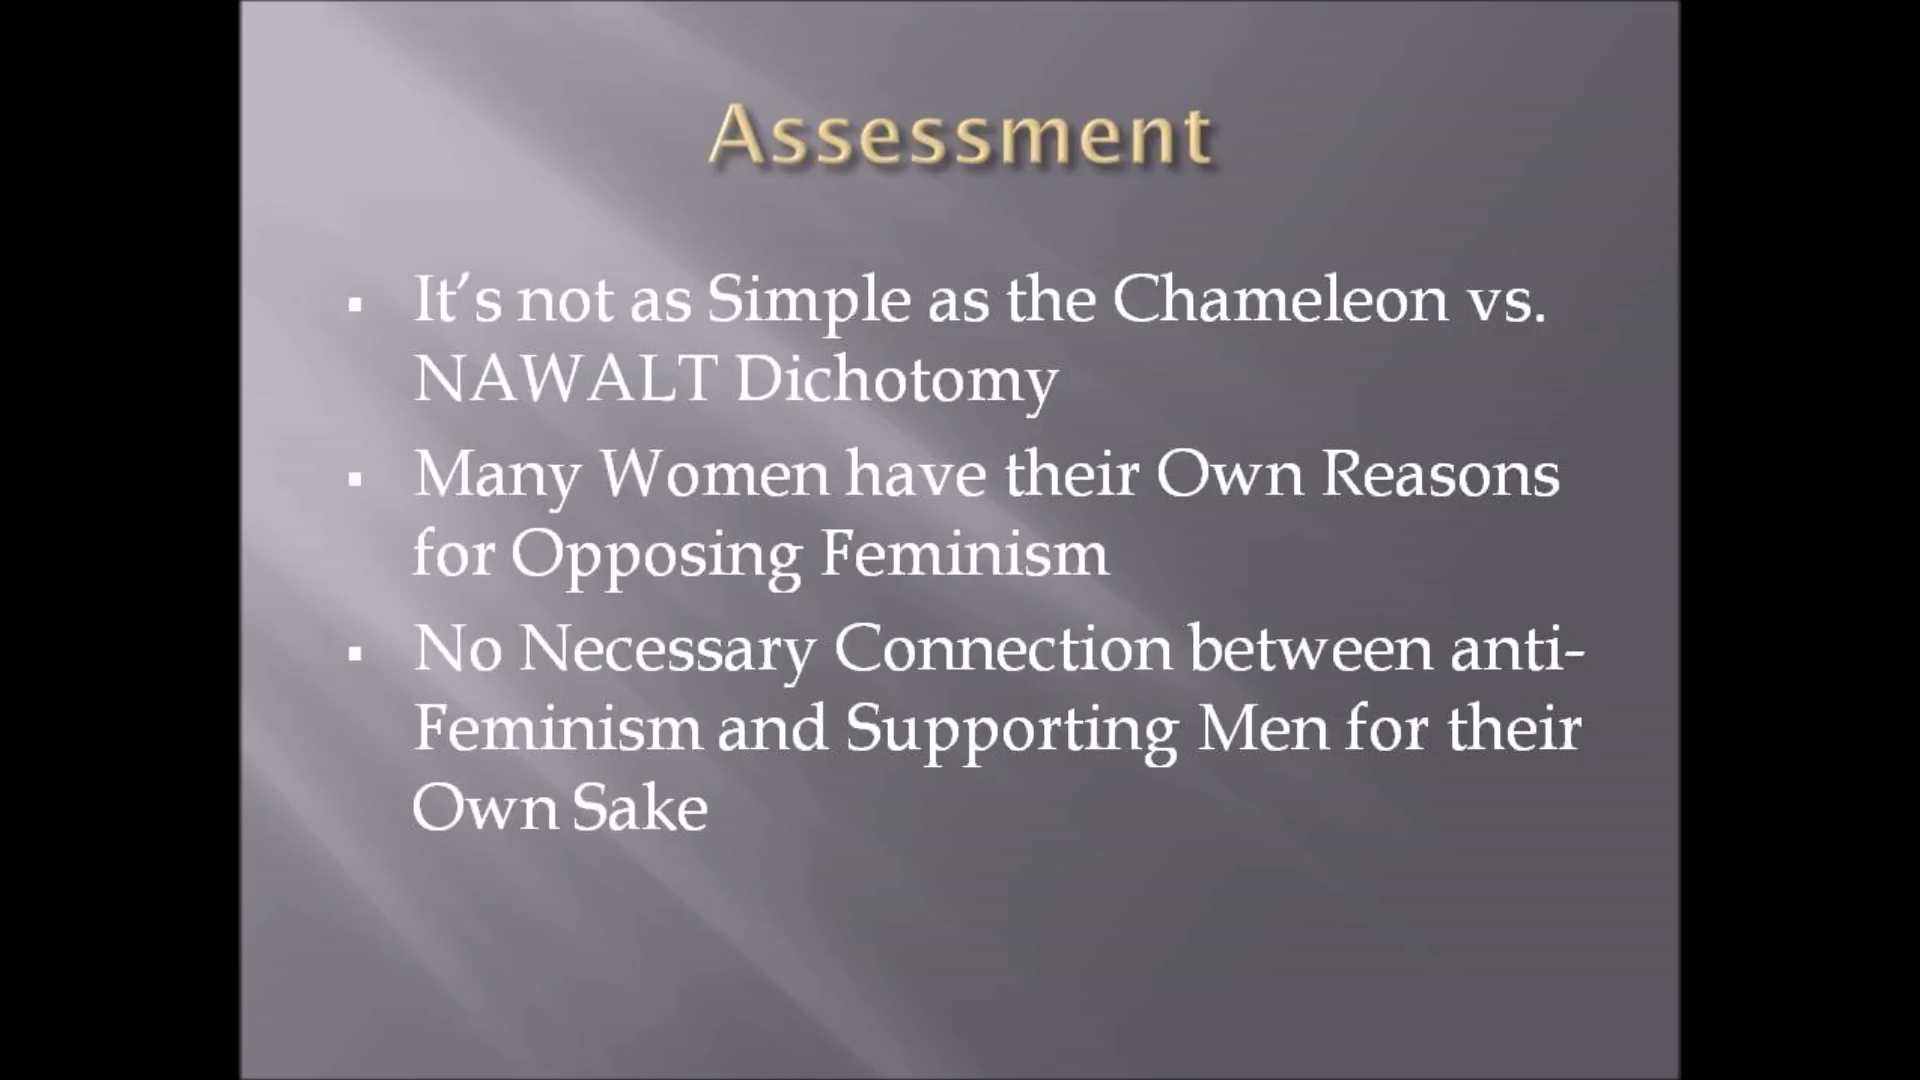 Assessment
▪ It’s not as Simple as the Chameleon vs.
NAWALT Dichotomy
▪ Many Women have their Own Reasons
for Opposing Feminism
▪ No Necessary Connection between anti-
Feminism and Supporting Men for their
Own Sake